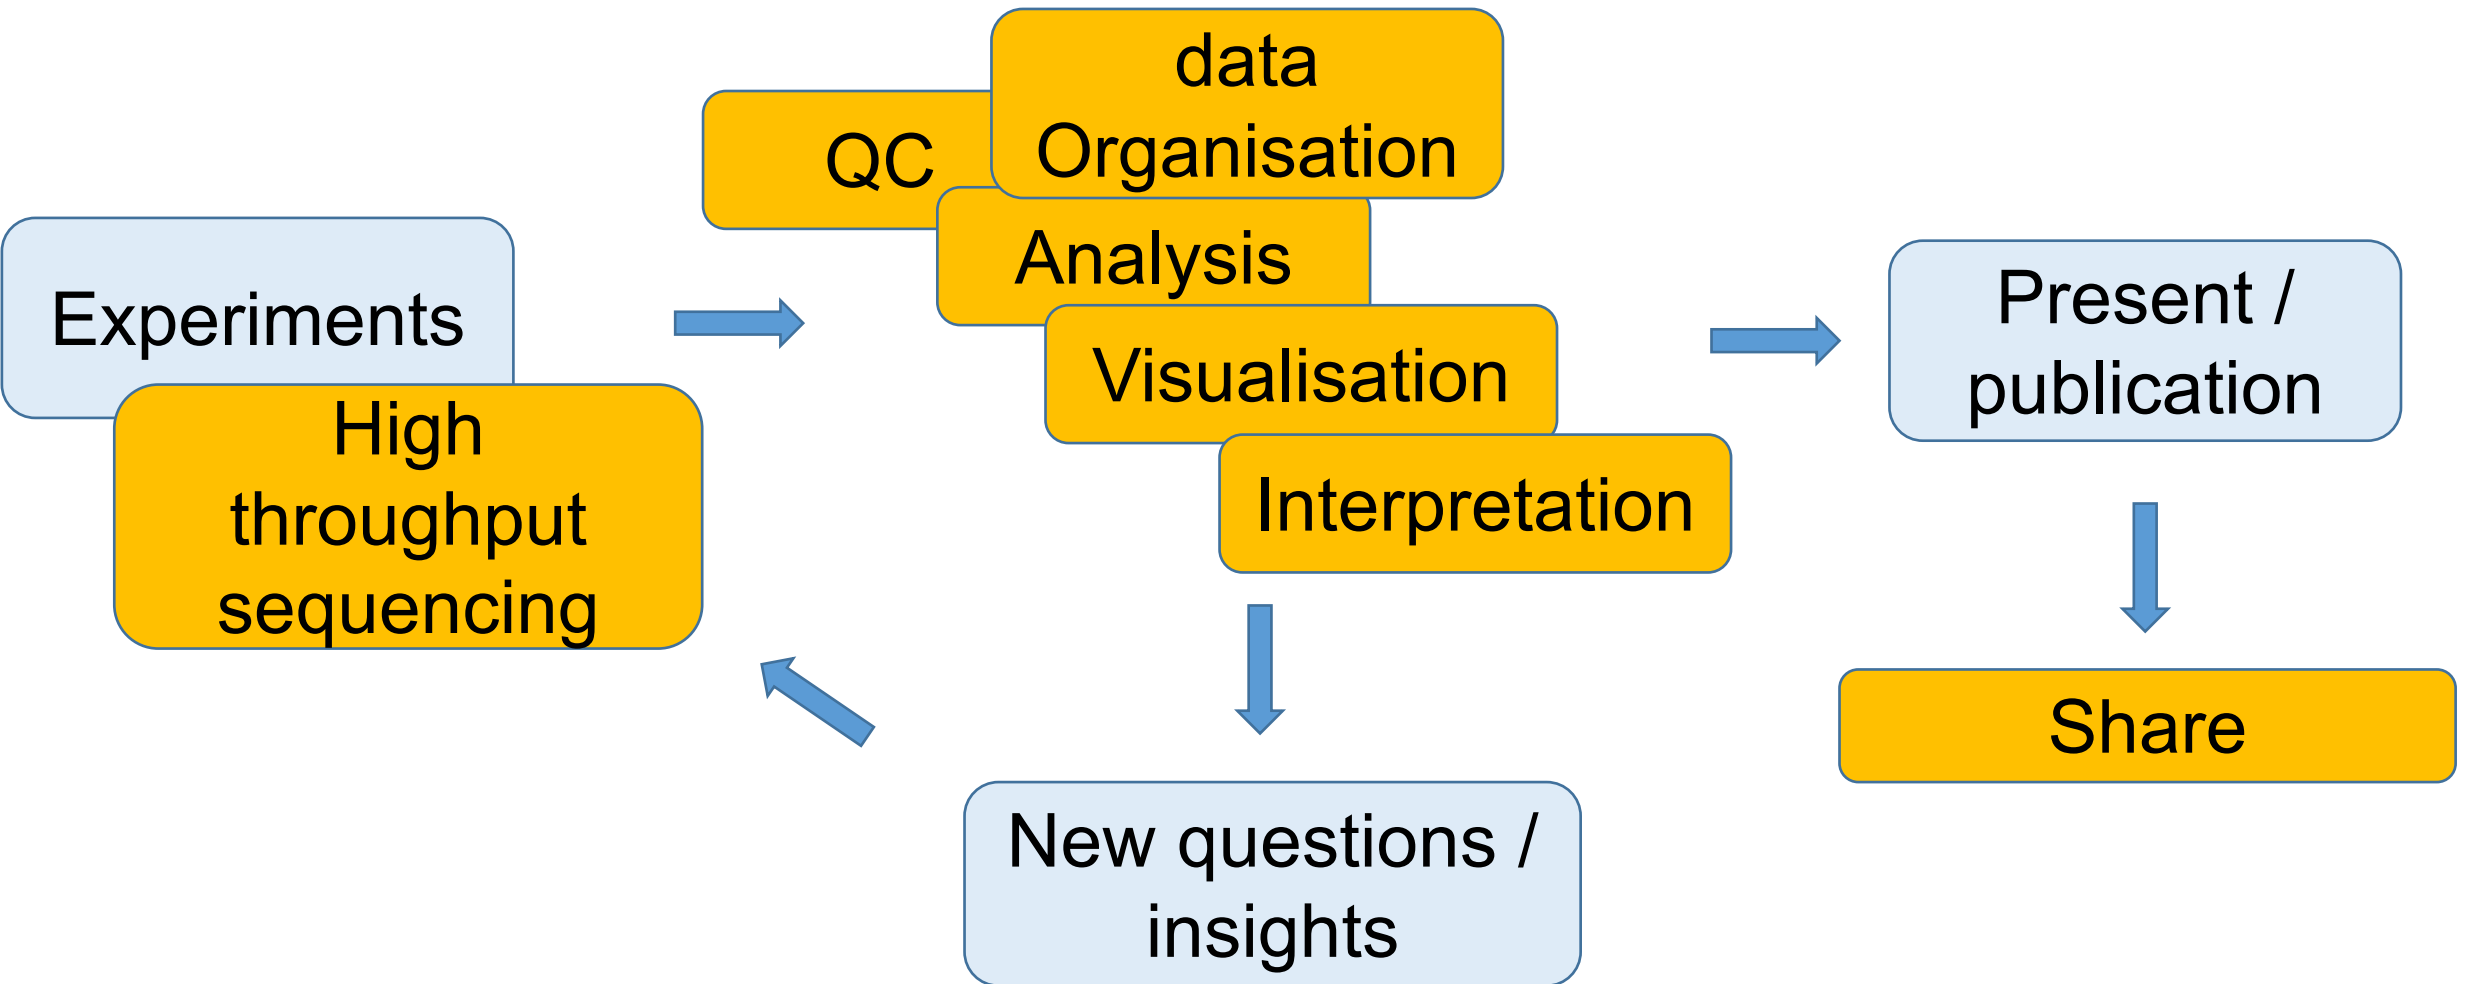 data
Organisation
QC
Analysis
Experiments
Visualisation
Present /
publication
High
throughput
sequencing
Interpretation
Share
New questions /
insights